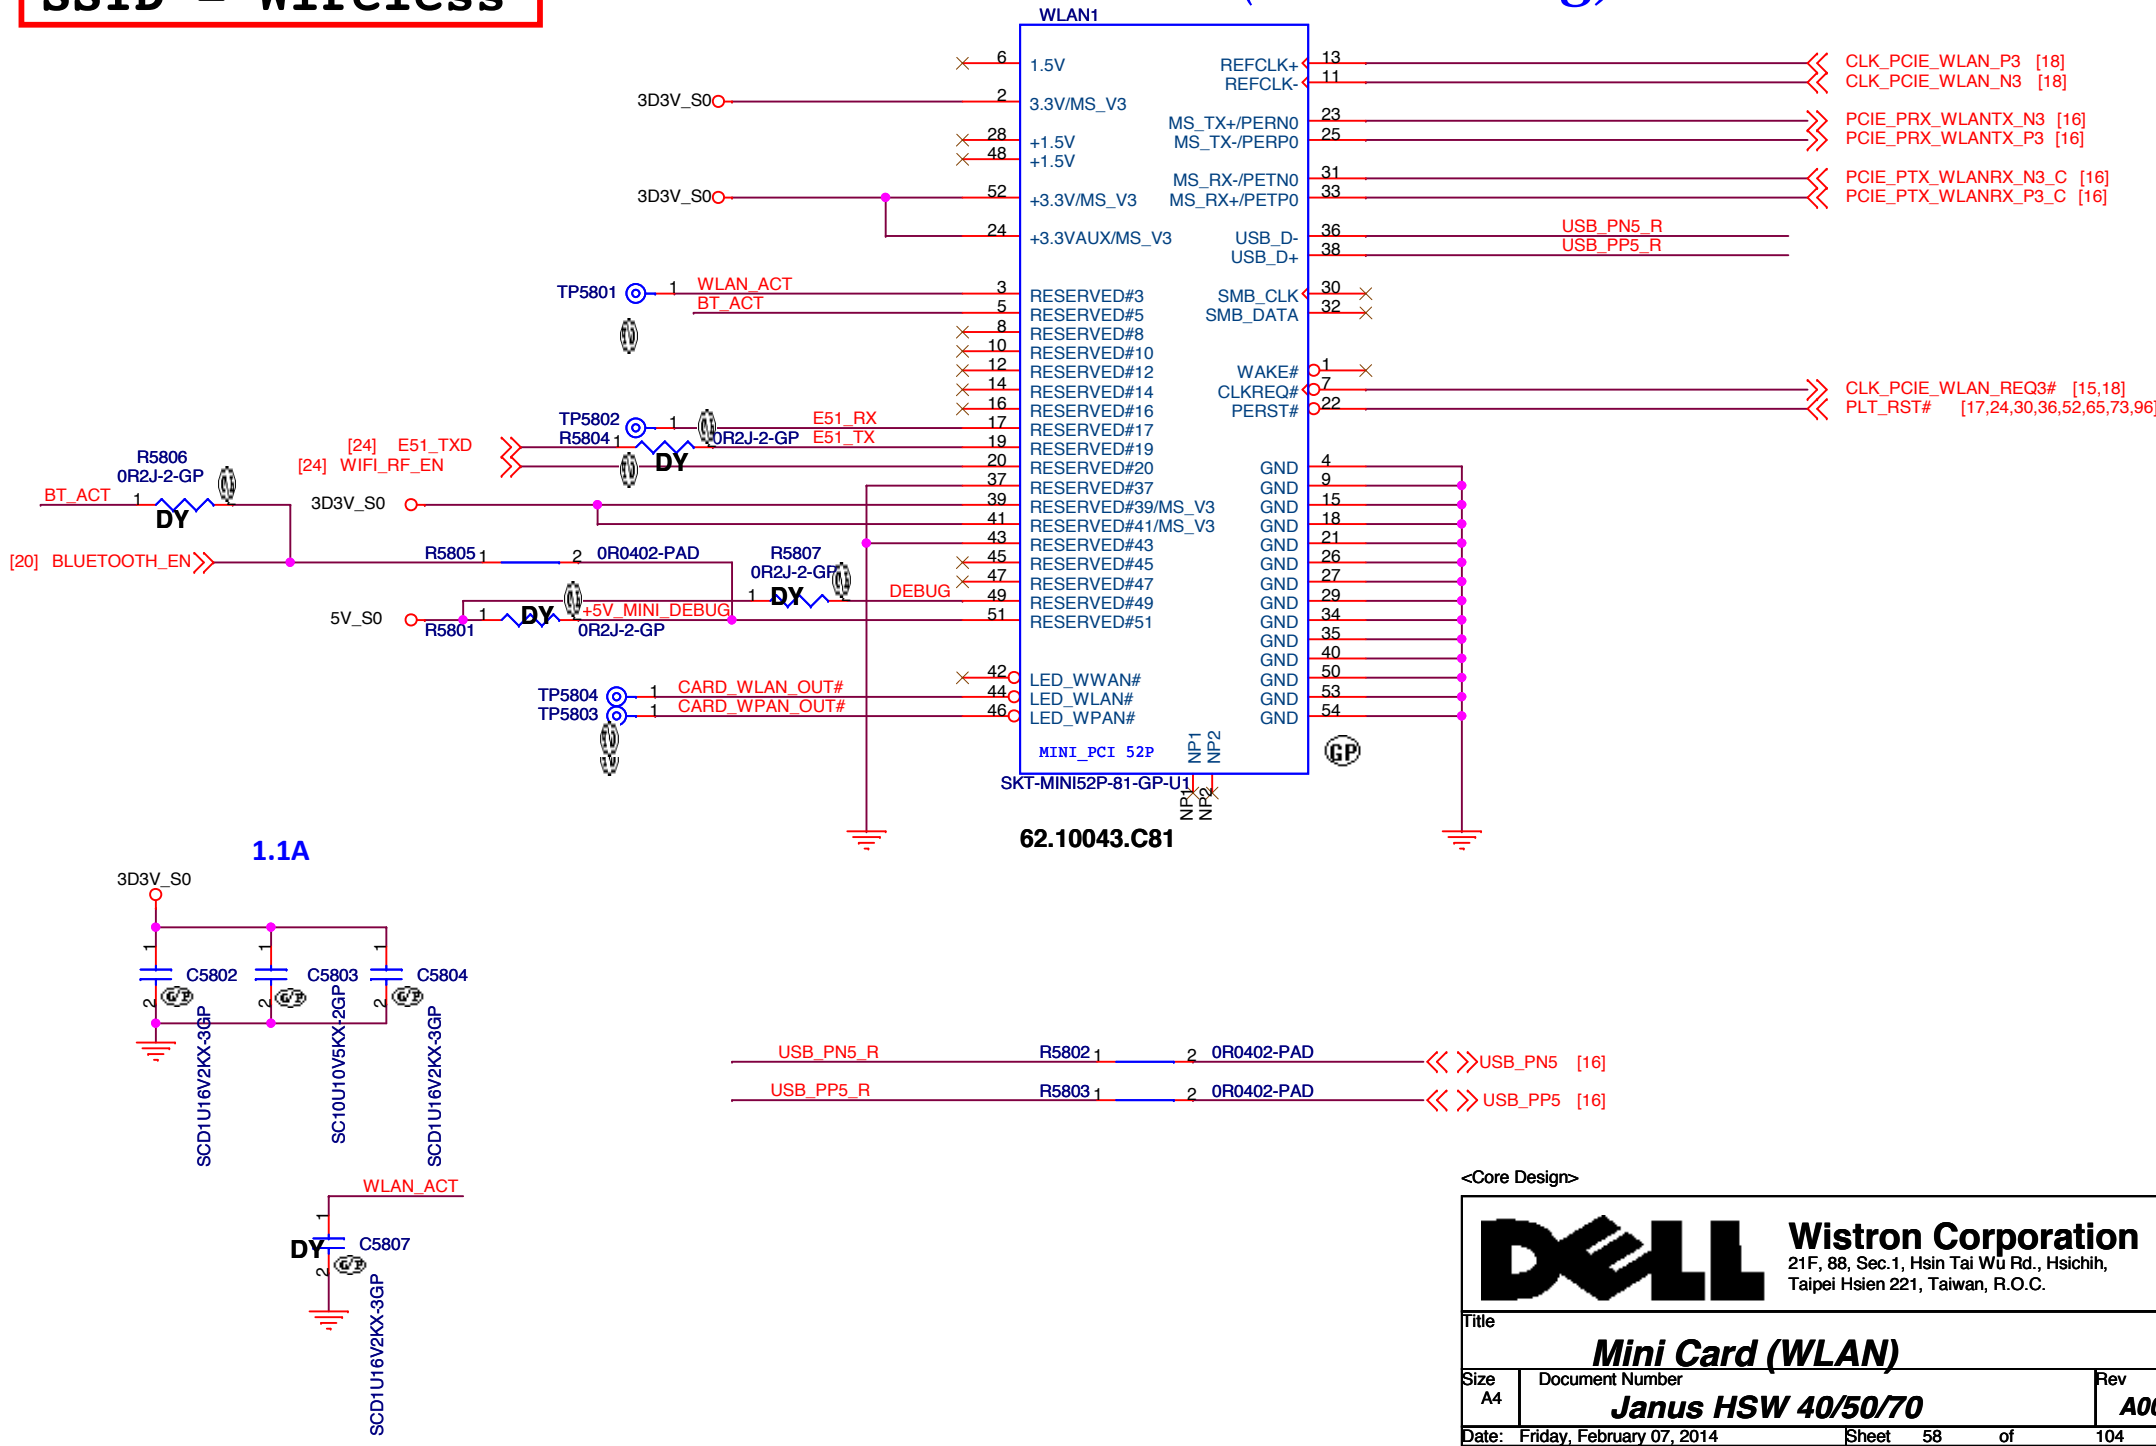 SSID = Wireless
WLAN1
6 1.5V
3D3V_S0 2 3.3V/MS_V3
28 +1.5V
48 +1.5V
3D3V_S0 52 +3.3V/MS_V3
24 +3.3VAUX/MS_V3
TP5801 1 WLAN_ACT 3 RESERVED#3
BT_ACT 5 RESERVED#5
8 RESERVED#8
10 RESERVED#10
12 RESERVED#12
14 RESERVED#14
16 RESERVED#16
TP5802 1 E51_RX 17 RESERVED#17
[24] E51_TXD R5804 1 0R2J-2-GP E51_TX 19 RESERVED#19
DY
[24] WIFI_RF_EN 20 RESERVED#20
37 RESERVED#37
3D3V_S0 39 RESERVED#39/MS_V3
41 RESERVED#41/MS_V3
43 RESERVED#43
45 RESERVED#45
47 RESERVED#47
DEBUG 49 RESERVED#49
51 RESERVED#51
R5806
0R2J-2-GP
BT_ACT 1
DY
[20] BLUETOOTH_EN R5805 1 2 0R0402-PAD
R5807
0R2J-2-GP
1 DY
5V_S0 R5801 1 DY +5V_MINI_DEBUG
0R2J-2-GP
42 LED_WWAN#
TP5804 1 CARD_WLAN_OUT# 44 LED_WLAN#
TP5803 1 CARD_WPAN_OUT# 46 LED_WPAN#
REFCLK+ 13 CLK_PCIE_WLAN_P3 [18]
REFCLK- 11 CLK_PCIE_WLAN_N3 [18]
MS_TX+/PERN0 23 PCIE_PRX_WLANTX_N3 [16]
MS_TX-/PERP0 25 PCIE_PRX_WLANTX_P3 [16]
MS_RX-/PETN0 31 PCIE_PTX_WLANRX_N3_C [16]
MS_RX+/PETP0 33 PCIE_PTX_WLANRX_P3_C [16]
USB_D- 36 USB_PN5_R
USB_D+ 38 USB_PP5_R
SMB_CLK 30
SMB_DATA 32
WAKE# 1
CLKREQ# 7 CLK_PCIE_WLAN_REQ3# [15,18]
PERST# 22 PLT_RST# [17,24,30,36,52,65,73,96]
GND 4
GND 9
GND 15
GND 18
GND 21
GND 26
GND 27
GND 29
GND 34
GND 35
GND 40
GND 50
GND 53
GND 54
MINI_PCI 52P
NP1
NP2
GP
SKT-MINI52P-81-GP-U1
NP1
NP2
62.10043.C81
1.1A
3D3V_S0
1 C5802 2 G/P SCD1U16V2KX-3GP
1 C5803 2 G/P SC10U10V5KX-2GP
1 C5804 2 G/P SCD1U16V2KX-3GP
USB_PN5_R R5802 1 2 0R0402-PAD USB_PN5 [16]
USB_PP5_R R5803 1 2 0R0402-PAD USB_PP5 [16]
WLAN_ACT
1 DY C5807 2 G/P SCD1U16V2KX-3GP
<Core Design>
DELL
Wistron Corporation
21F, 88, Sec.1, Hsin Tai Wu Rd., Hsichih,
Taipei Hsien 221, Taiwan, R.O.C.
Title
Mini Card (WLAN)
Size Document Number Rev
A4 Janus HSW 40/50/70 A00
Date: Friday, February 07, 2014 Sheet 58 of 104